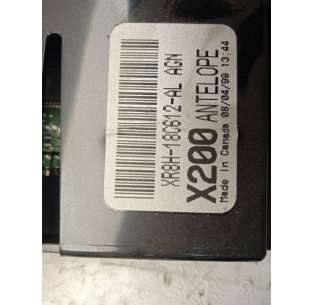 XR8H-18C612-AL AGN
X200 ANTELOPE
Made In Canada 08/04/99 13:44